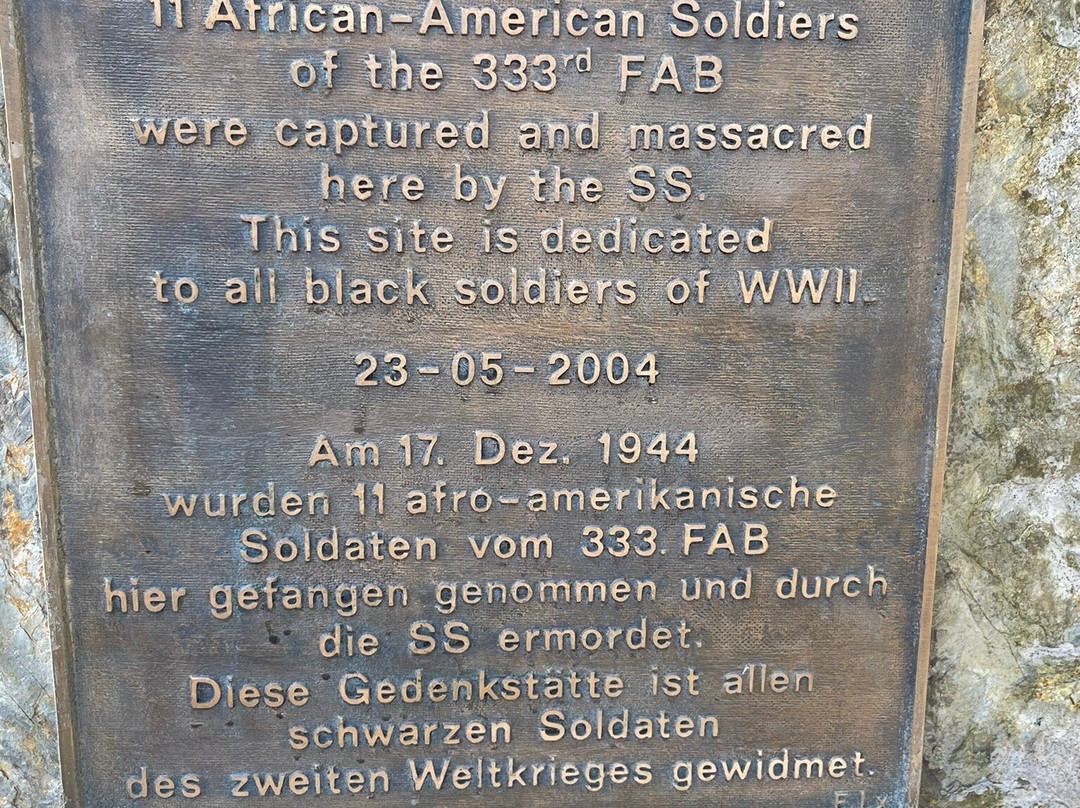 11 African-American Soldiers
of the 333rd FAB
were captured and massacred
here by the SS.
This site is dedicated
to all black soldiers of WWII.
23-05-2004
Am 17. Dez. 1944
wurden 11 afro-amerikanische
Soldaten vom 333. FAB
hier gefangen genommen und durch
die SS ermordet.
Diese Gedenkstätte ist allen
schwarzen Soldaten
des zweiten Weltkrieges gewidmet.